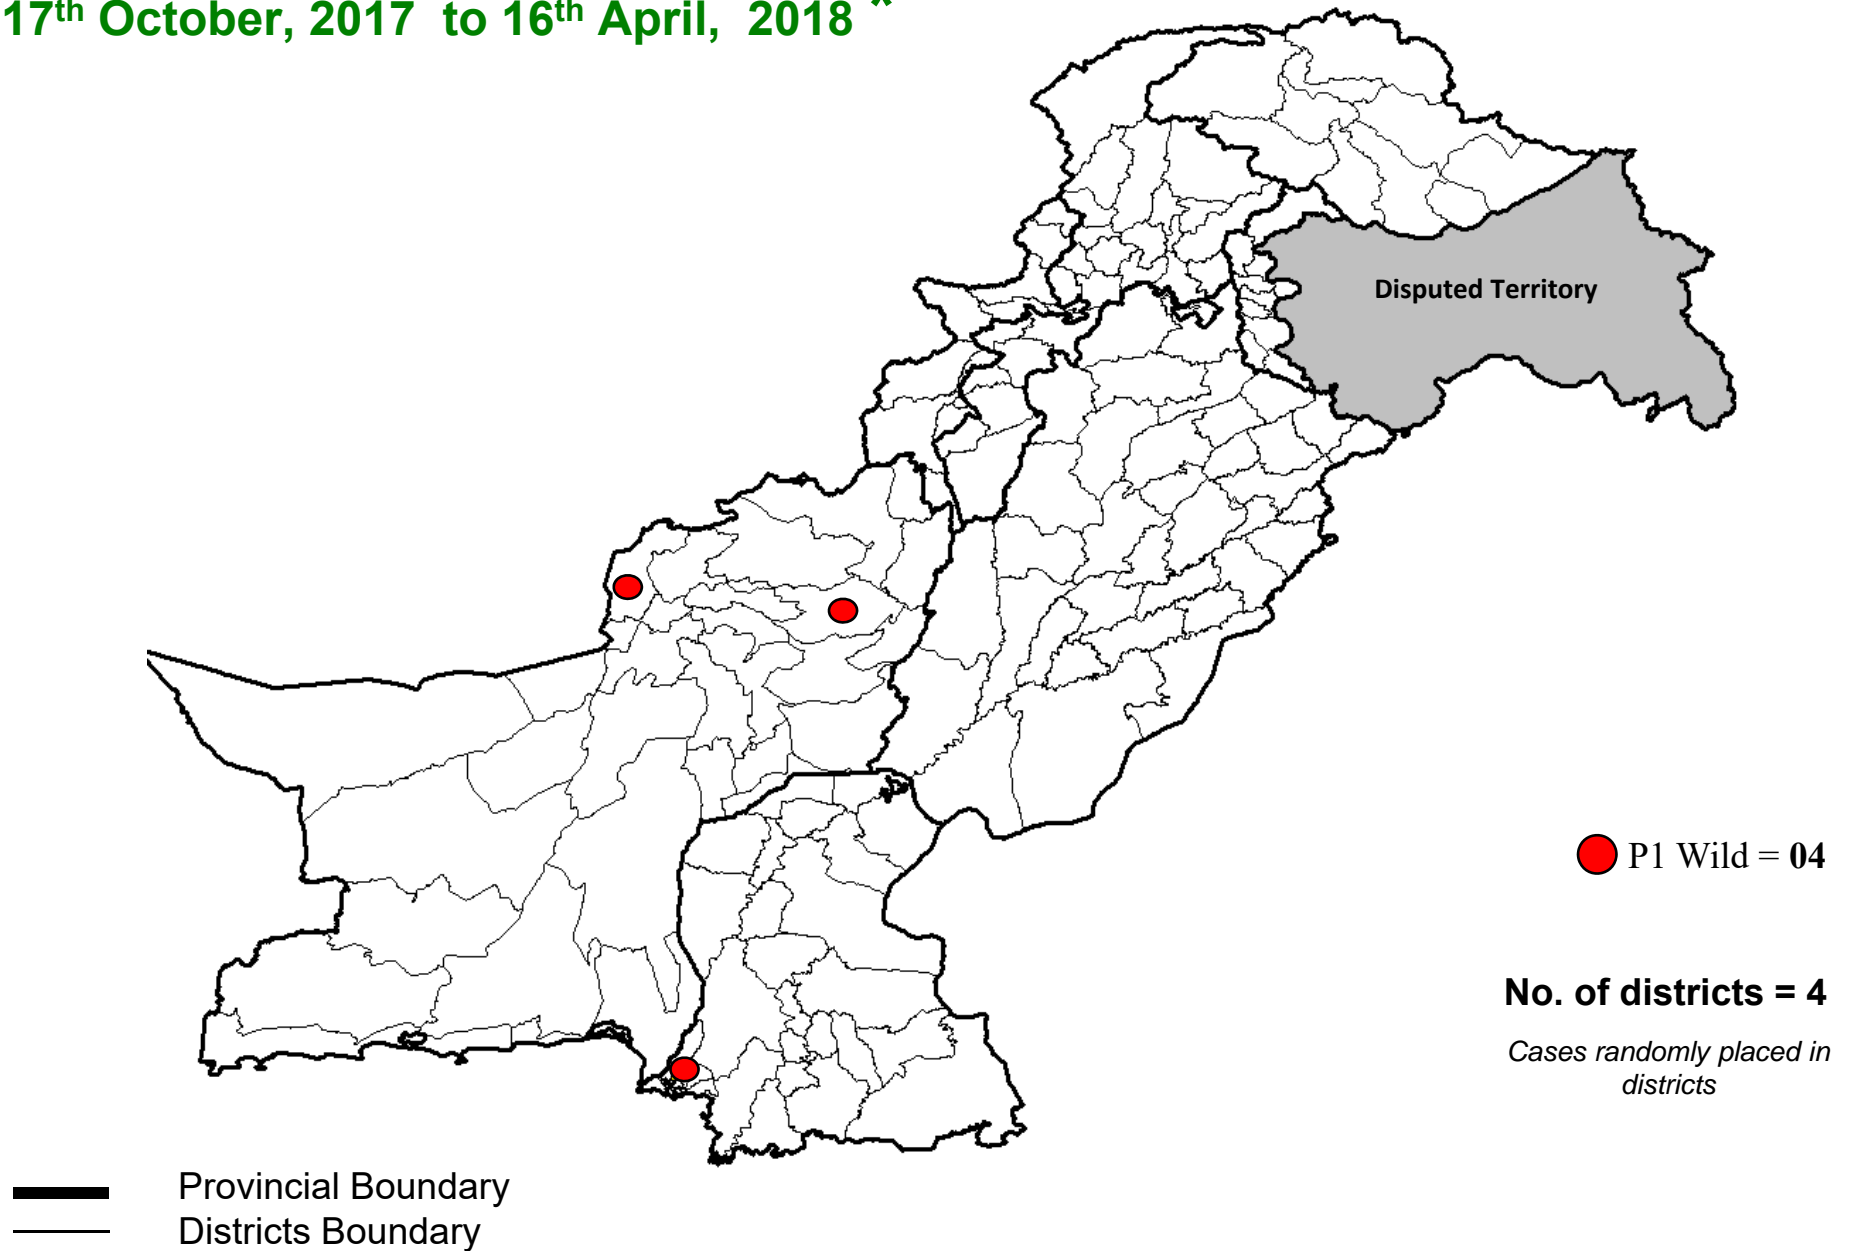 17th October, 2017 to 16th April, 2018 *
Disputed Territory
P1 Wild = 04
No. of districts = 4
Cases randomly placed in
districts
Provincial Boundary
Districts Boundary